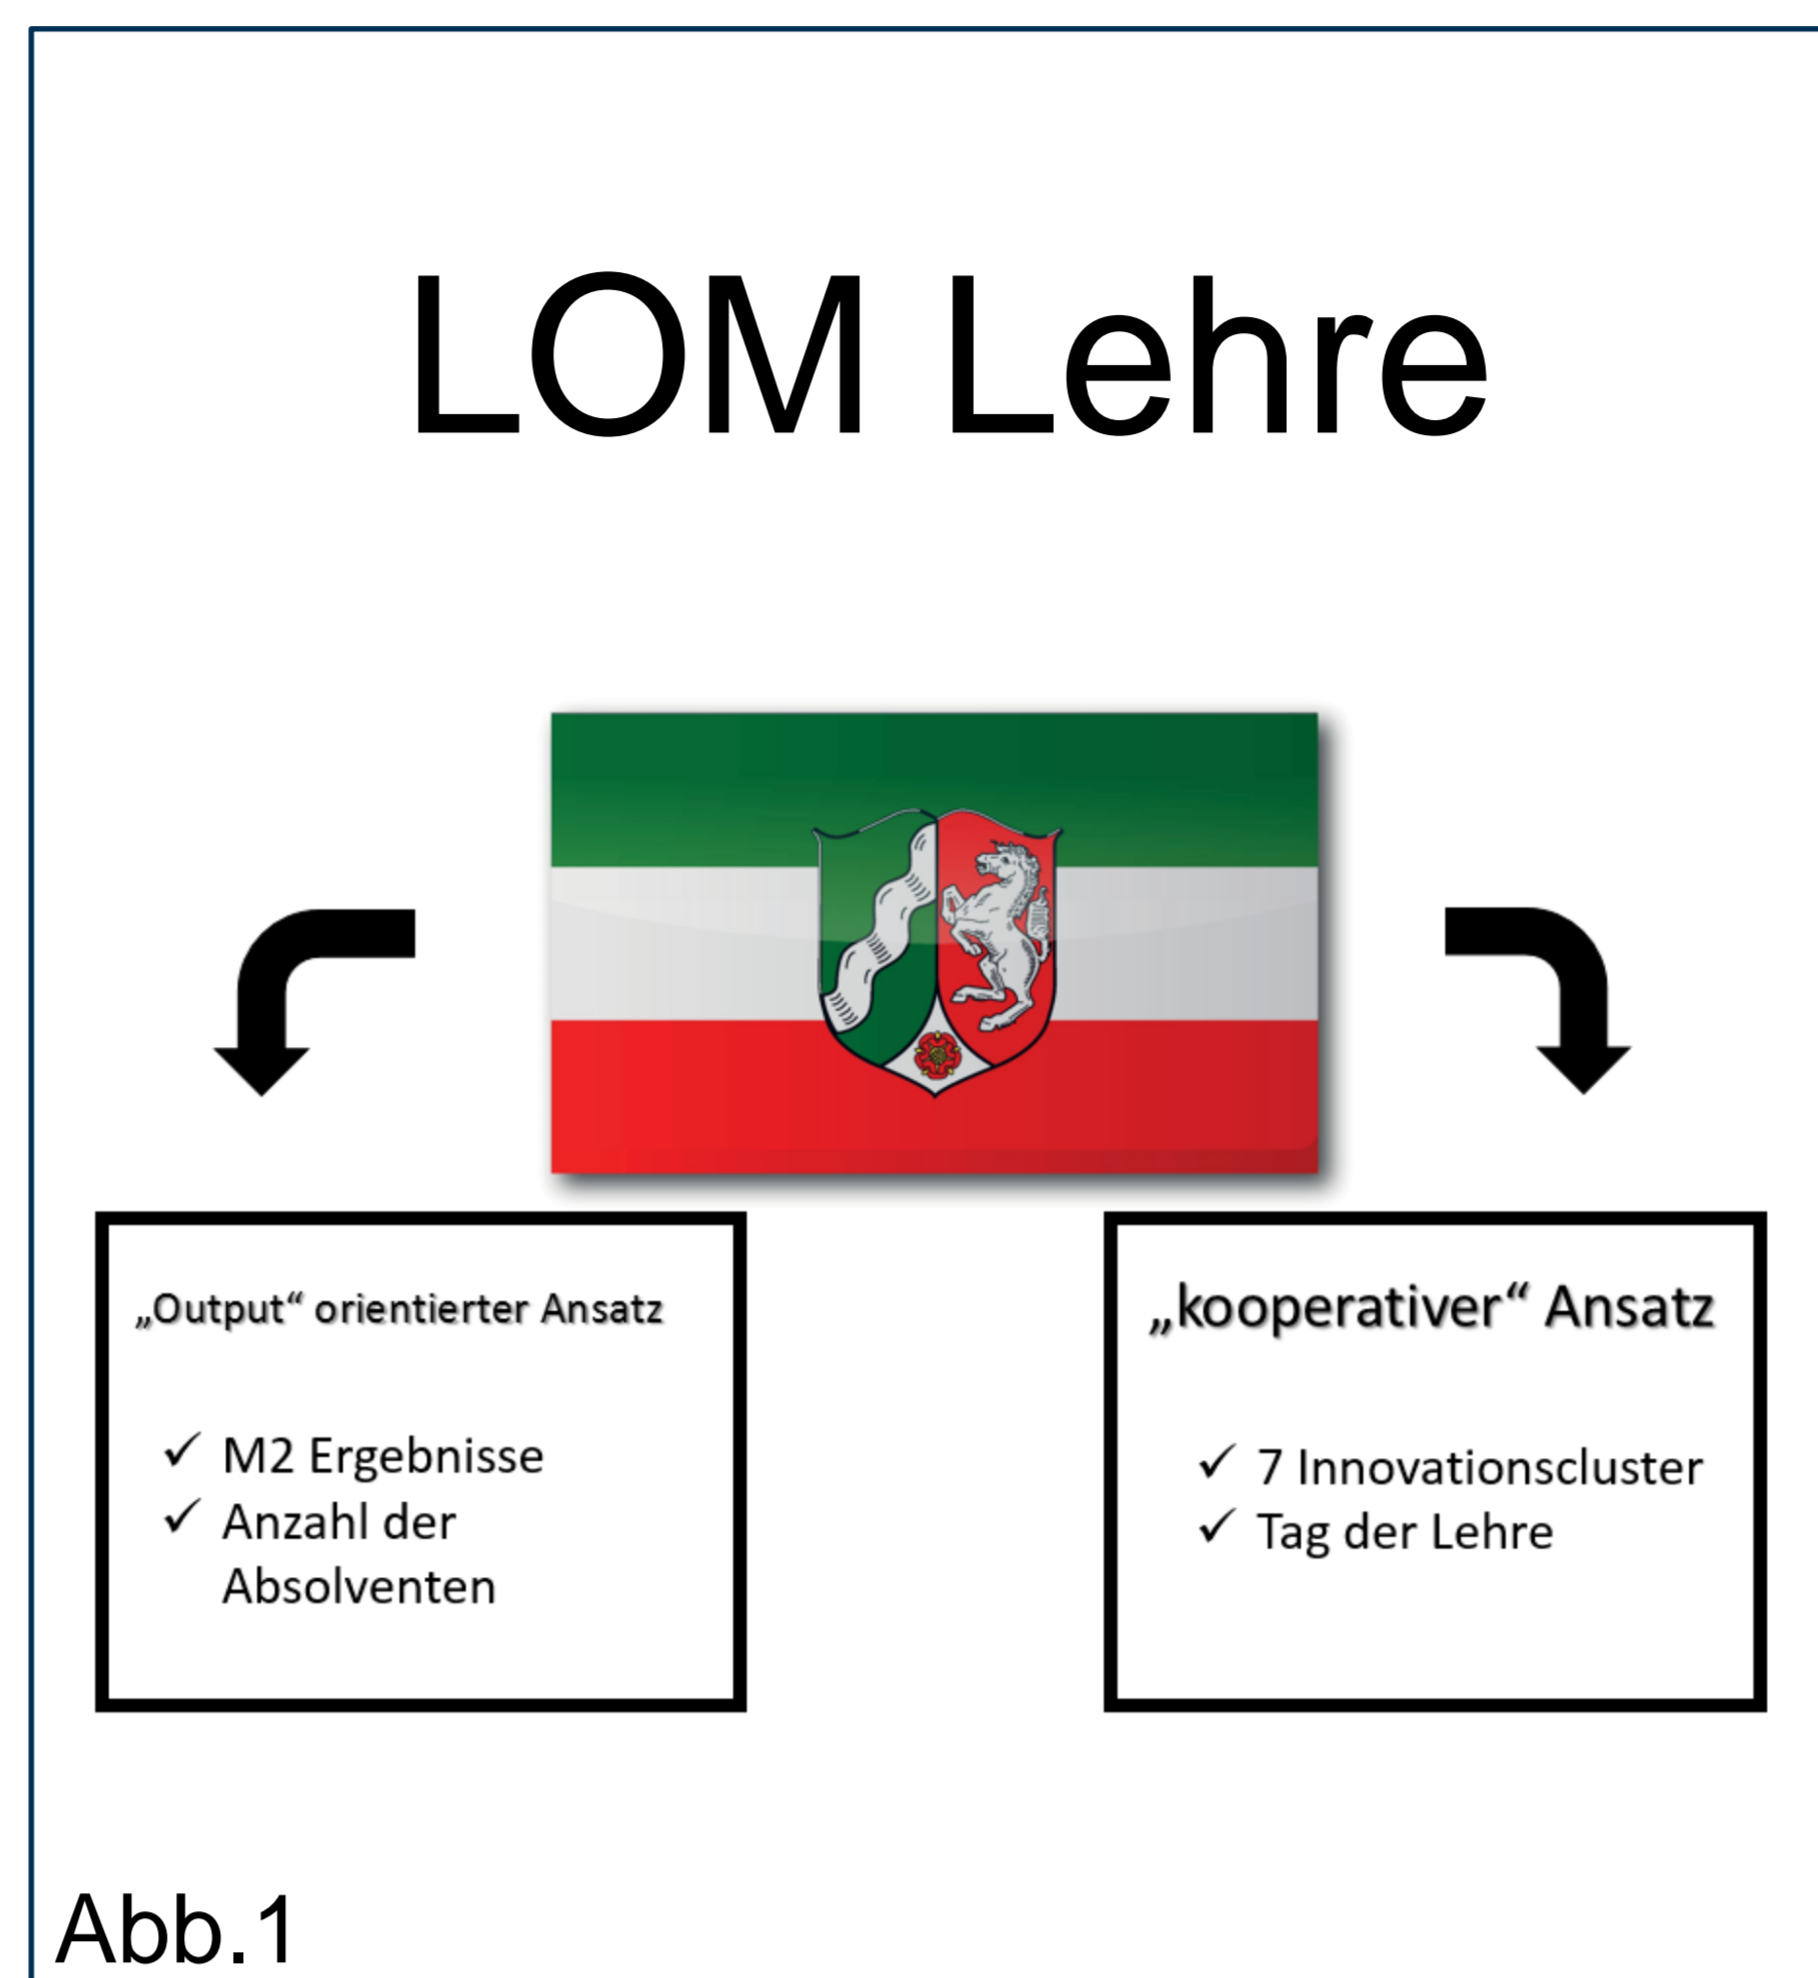 LOM Lehre
„Output“ orientierter Ansatz
✓ M2 Ergebnisse
✓ Anzahl der
Absolventen
„kooperativer“ Ansatz
✓ 7 Innovationscluster
✓ Tag der Lehre
Abb.1